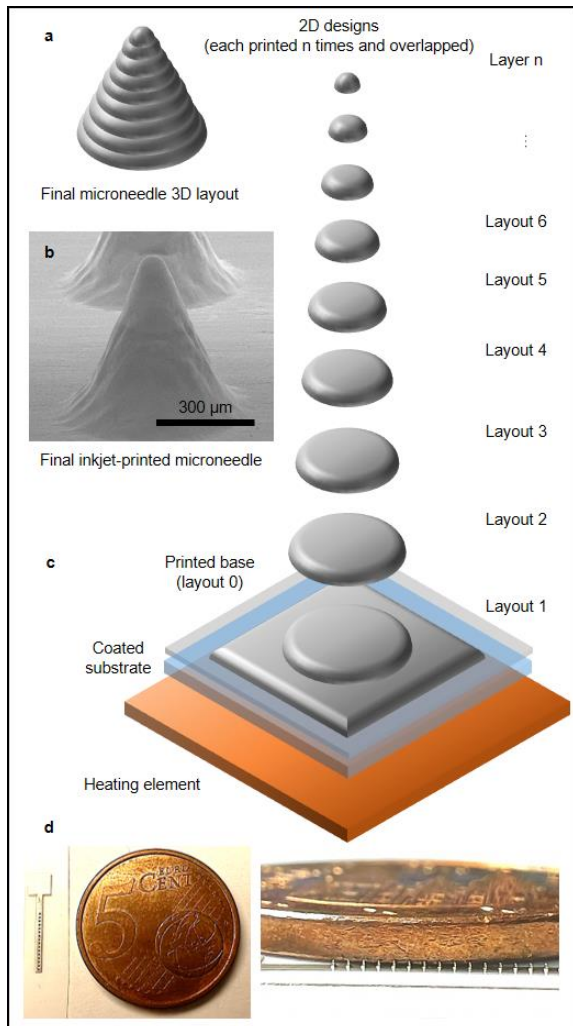 a
2D designs
(each printed n times and overlapped)
Layer n
⋮
Final microneedle 3D layout
Layout 6
b
Layout 5
Layout 4
300 µm
Layout 3
Final inkjet-printed microneedle
Layout 2
c
Printed base
(layout 0)
Layout 1
Coated
substrate
Heating element
d
5
EURO
CENT